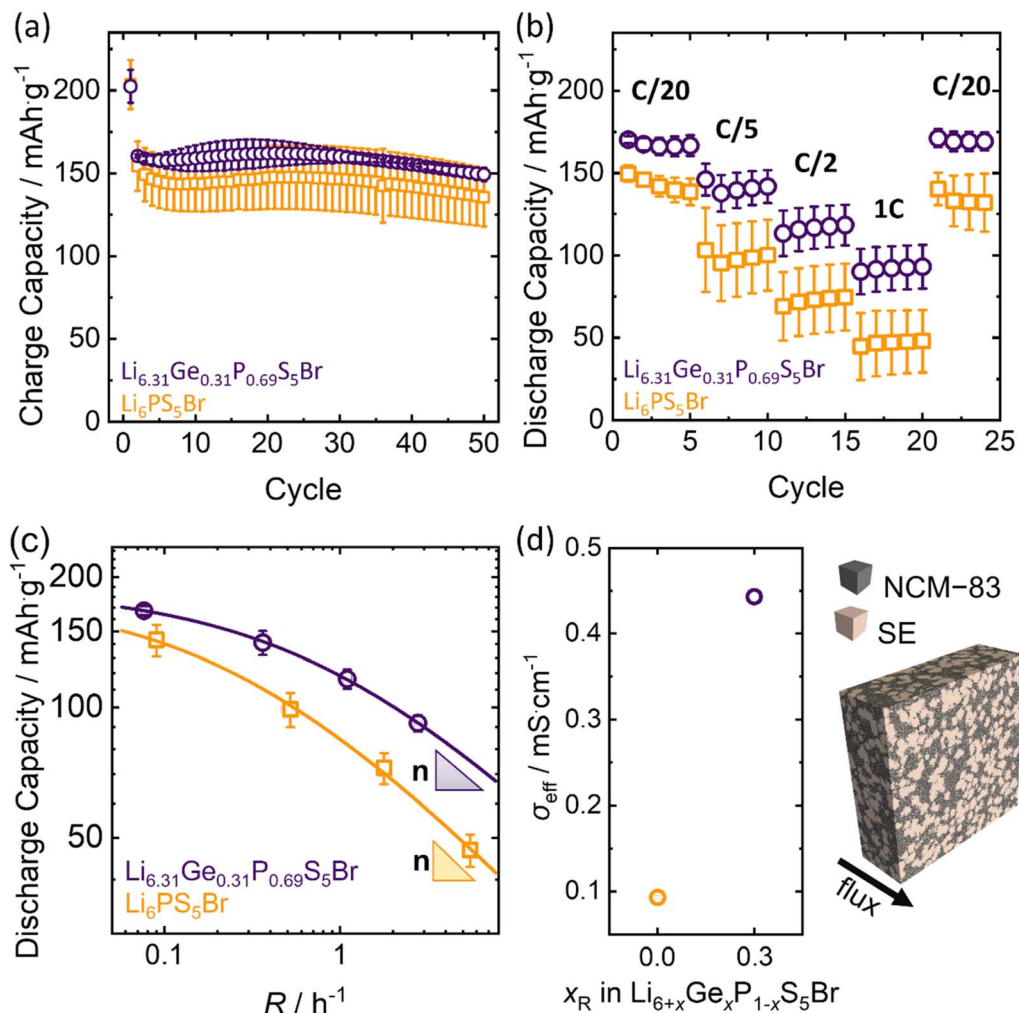 (a)
Charge Capacity / mAh·g⁻¹
200
150
100
50
0
Li₆.₃₁Ge₀.₃₁P₀.₆₉S₅Br
Li₆PS₅Br
0 10 20 30 40 50
Cycle
(b)
Discharge Capacity / mAh·g⁻¹
200
150
100
50
0
C/20
C/5
C/2
1C
C/20
Li₆.₃₁Ge₀.₃₁P₀.₆₉S₅Br
Li₆PS₅Br
0 5 10 15 20 25
Cycle
(c)
Discharge Capacity / mAh·g⁻¹
200
150
100
50
n
n
Li₆.₃₁Ge₀.₃₁P₀.₆₉S₅Br
Li₆PS₅Br
0.1 1
R / h⁻¹
(d)
σeff / mS·cm⁻¹
0.5
0.4
0.3
0.2
0.1
0.0 0.3
xR in Li₆₊ₓGeₓP₁₋ₓS₅Br
NCM−83
SE
flux